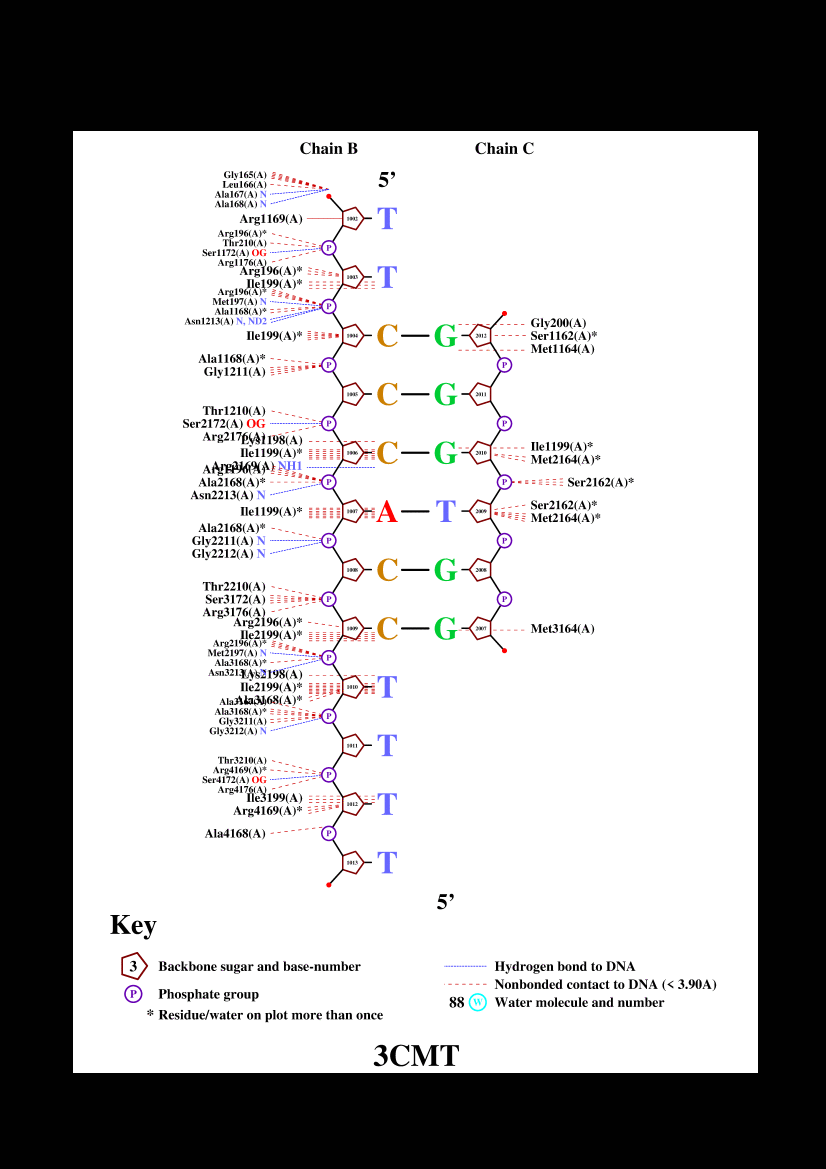 Chain B Chain C
5’
Gly165(A)
Leu166(A)
Ala167(A) N
Ala168(A) N
Arg1169(A) 1002 T
Arg196(A)*
Thr210(A)
Ser1172(A) OG P
Arg1176(A)
Arg196(A)*
1003 T
Ile199(A)*
Arg196(A)*
Met197(A) N P
Ala1168(A)*
Asn1213(A) N, ND2
Gly200(A)
Ile199(A)* 1004 C G 2012 Ser1162(A)*
Met1164(A)
Ala1168(A)*
P P
Gly1211(A)
1005 C G 2011
Thr1210(A)
Ser2172(A) OG P P
Arg2176(A)
Lys1198(A)
Ile1199(A)*
Ile1199(A)* 1006 C G 2010
Met2164(A)*
Arg2169(A) NH1
Arg1196(A)*
Ala2168(A)* P P Ser2162(A)*
Asn2213(A) N
Ser2162(A)*
Ile1199(A)* 1007 A T 2009
Met2164(A)*
Ala2168(A)*
Gly2211(A) N P P
Gly2212(A) N
1008 C G 2008
Thr2210(A)
Ser3172(A) P P
Arg3176(A)
Arg2196(A)*
1009 C G 2007 Met3164(A)
Ile2199(A)*
Arg2196(A)*
Met2197(A) N P
Ala3168(A)*
Asn3213(A)
Lys2198(A)
Ile2199(A)* 1010 T
Ala3168(A)*
Ala3168(A)* P
Gly3211(A)
Gly3212(A) N
1011 T
Thr3210(A)
Arg4169(A)*
Ser4172(A) OG P
Arg4176(A)
Ile3199(A)
1012 T
Arg4169(A)*
Ala4168(A) P
1013 T
5’
Key
3 Backbone sugar and base-number
Hydrogen bond to DNA
Nonbonded contact to DNA (< 3.90A)
P Phosphate group
88 W Water molecule and number
* Residue/water on plot more than once
3CMT